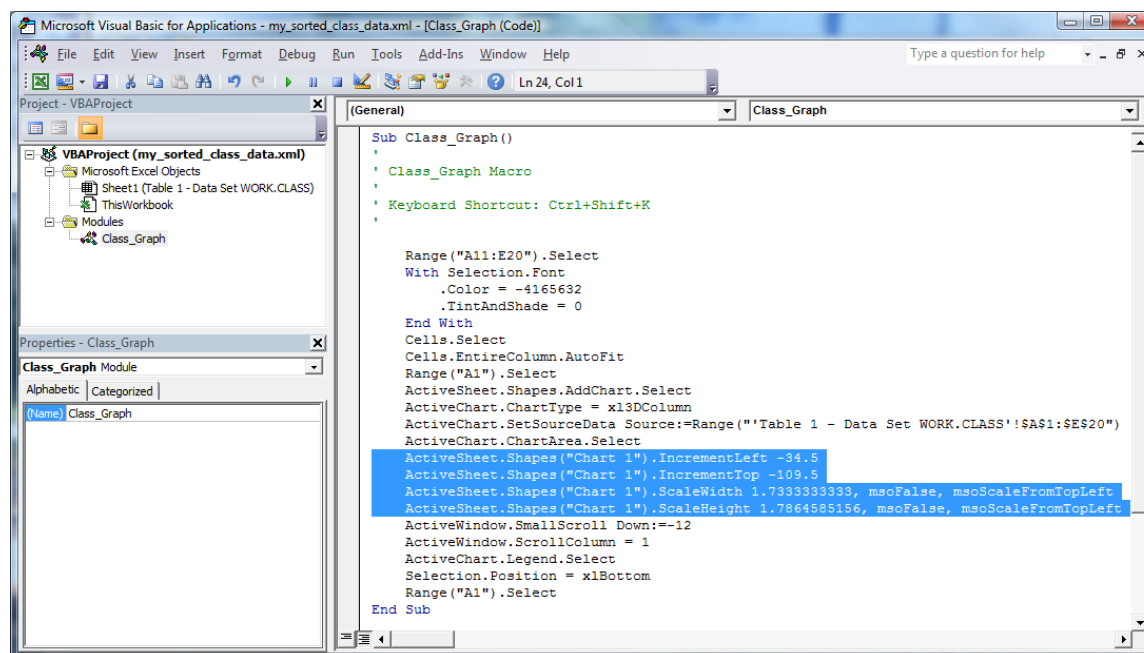 Microsoft Visual Basic for Applications - my_sorted_class_data.xml - [Class_Graph (Code)]
File Edit View Insert Format Debug Run Tools Add-Ins Window Help
Type a question for help
Ln 24, Col 1
Project - VBAProject
VBAProject (my_sorted_class_data.xml)
Microsoft Excel Objects
Sheet1 (Table 1 - Data Set WORK.CLASS)
ThisWorkbook
Modules
Class_Graph
Properties - Class_Graph
Class_Graph Module
Alphabetic Categorized
(Name) Class_Graph
(General) Class_Graph
Sub Class_Graph()
'
' Class_Graph Macro
'
' Keyboard Shortcut: Ctrl+Shift+K
'
Range("A11:E20").Select
With Selection.Font
.Color = -4165632
.TintAndShade = 0
End With
Cells.Select
Cells.EntireColumn.AutoFit
Range("A1").Select
ActiveSheet.Shapes.AddChart.Select
ActiveChart.ChartType = xl3DColumn
ActiveChart.SetSourceData Source:=Range("'Table 1 - Data Set WORK.CLASS'!$A$1:$E$20")
ActiveChart.ChartArea.Select
ActiveSheet.Shapes("Chart 1").IncrementLeft -34.5
ActiveSheet.Shapes("Chart 1").IncrementTop -109.5
ActiveSheet.Shapes("Chart 1").ScaleWidth 1.7333333333, msoFalse, msoScaleFromTopLeft
ActiveSheet.Shapes("Chart 1").ScaleHeight 1.7864585156, msoFalse, msoScaleFromTopLeft
ActiveWindow.SmallScroll Down:=-12
ActiveWindow.ScrollColumn = 1
ActiveChart.Legend.Select
Selection.Position = xlBottom
Range("A1").Select
End Sub